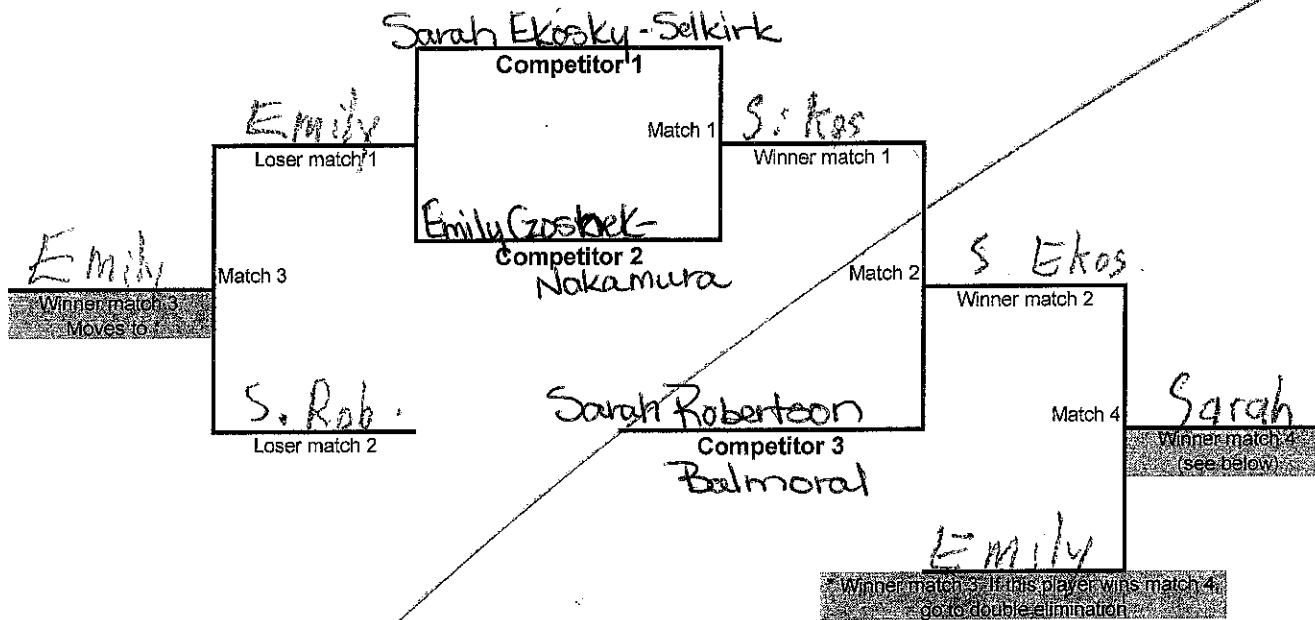 Sarah Ekosky - Selkirk
Competitor 1
Emily
Loser match 1
Match 1
S. Kos
Winner match 1
Emily
Competitor 2
Nakamura
Emily
Winner match 3
Moves to *
Match 3
Match 2
S. Ekos.
Winner match 2
S. Rob.
Loser match 2
Sarah Robertson
Competitor 3
Balmoral
Match 4
Sarah
Winner match 4
(see below)
Emily
* Winner match 3. If this player wins match 4,
go to double elimination